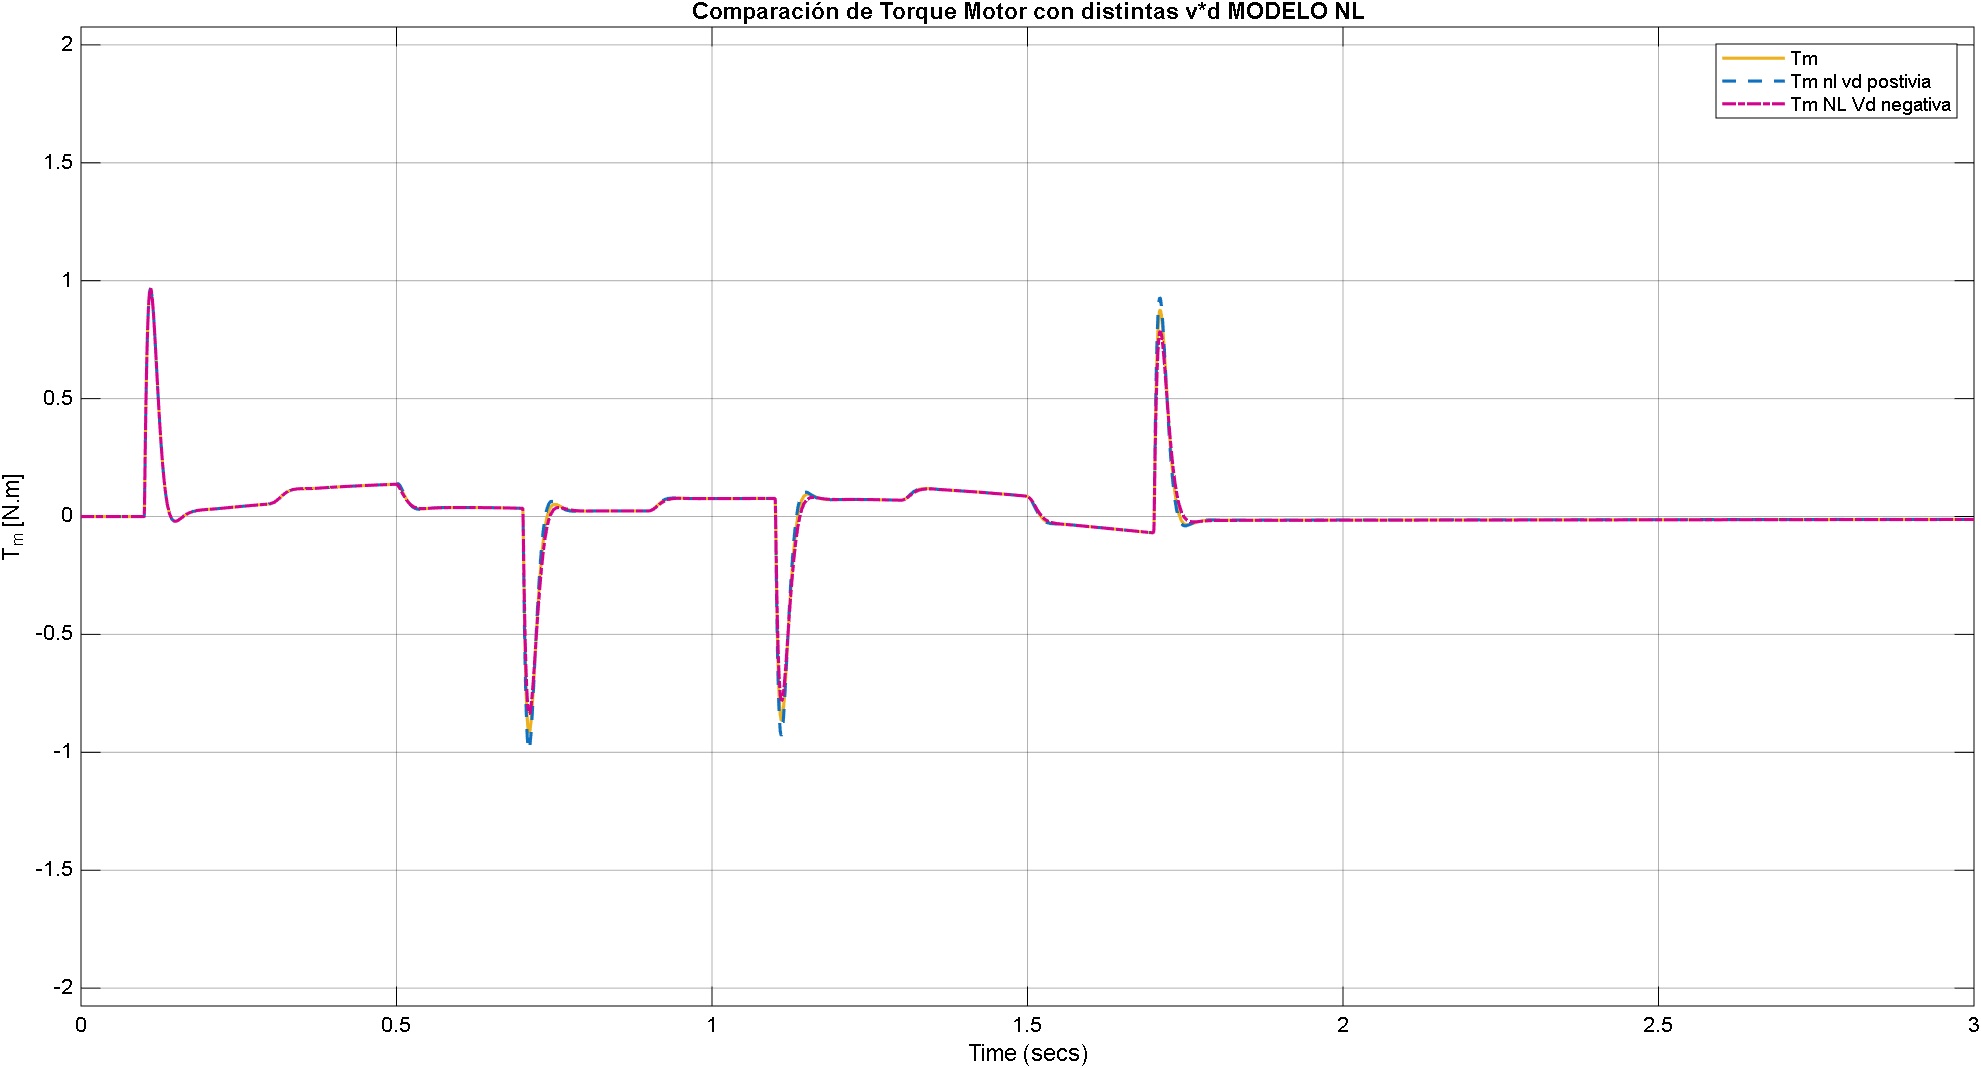 Comparación de Torque Motor con distintas v*d MODELO NL
Tm
Tm nl vd postivia
Tm NL Vd negativa
2
1.5
1
0.5
0
-0.5
-1
-1.5
-2
Tm [N.m]
0 0.5 1 1.5 2 2.5 3
Time (secs)